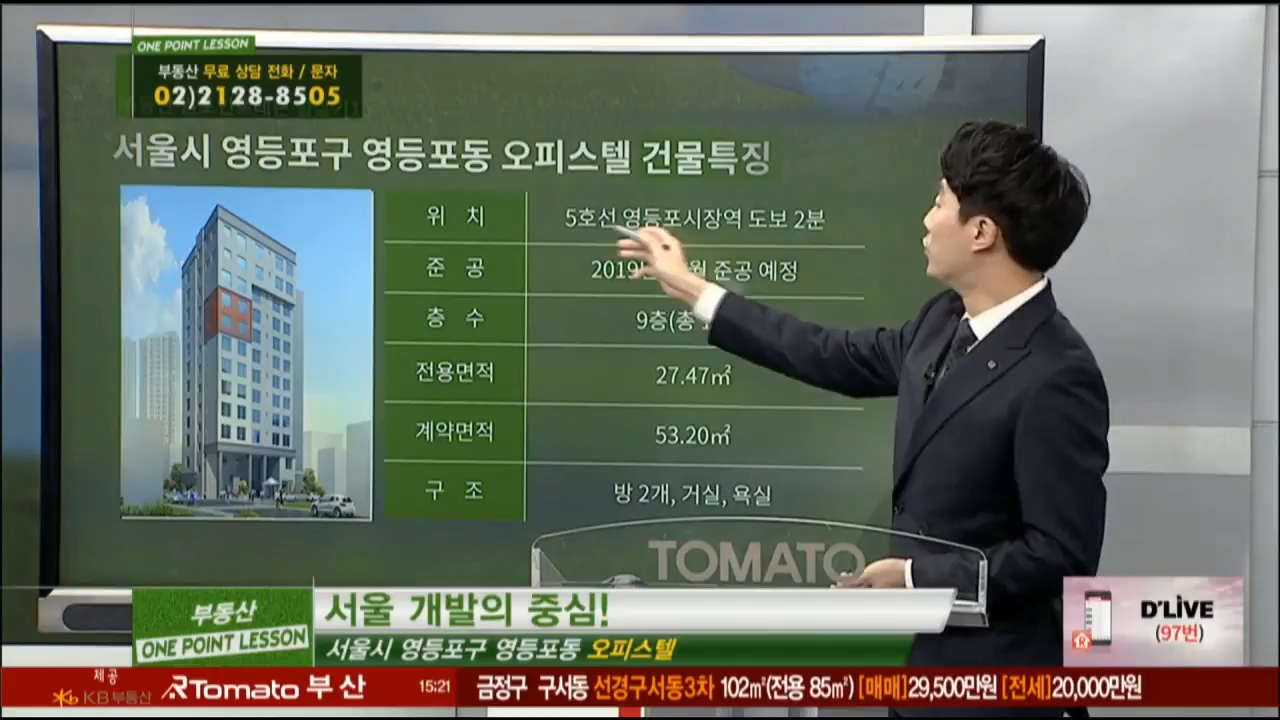 ONE POINT LESSON
부동산 무료 상담 전화 / 문자
02)2128-8505
서울시 영등포구 영등포동 오피스텔 건물특징
위 치 5호선 영등포시장역 도보 2분
준 공 2019 준공 예정
층 수 9층(총
전용면적 27.47㎡
계약면적 53.20㎡
구 조 방 2개, 거실, 욕실
TOMATO
부동산
ONE POINT LESSON
서울 개발의 중심!
서울시 영등포구 영등포동 오피스텔
D'LIVE
(97번)
제공
KB부동산
RTomato 부산
15:21
금정구 구서동 선경구서동3차 102㎡(전용 85㎡) [매매]29,500만원 [전세]20,000만원